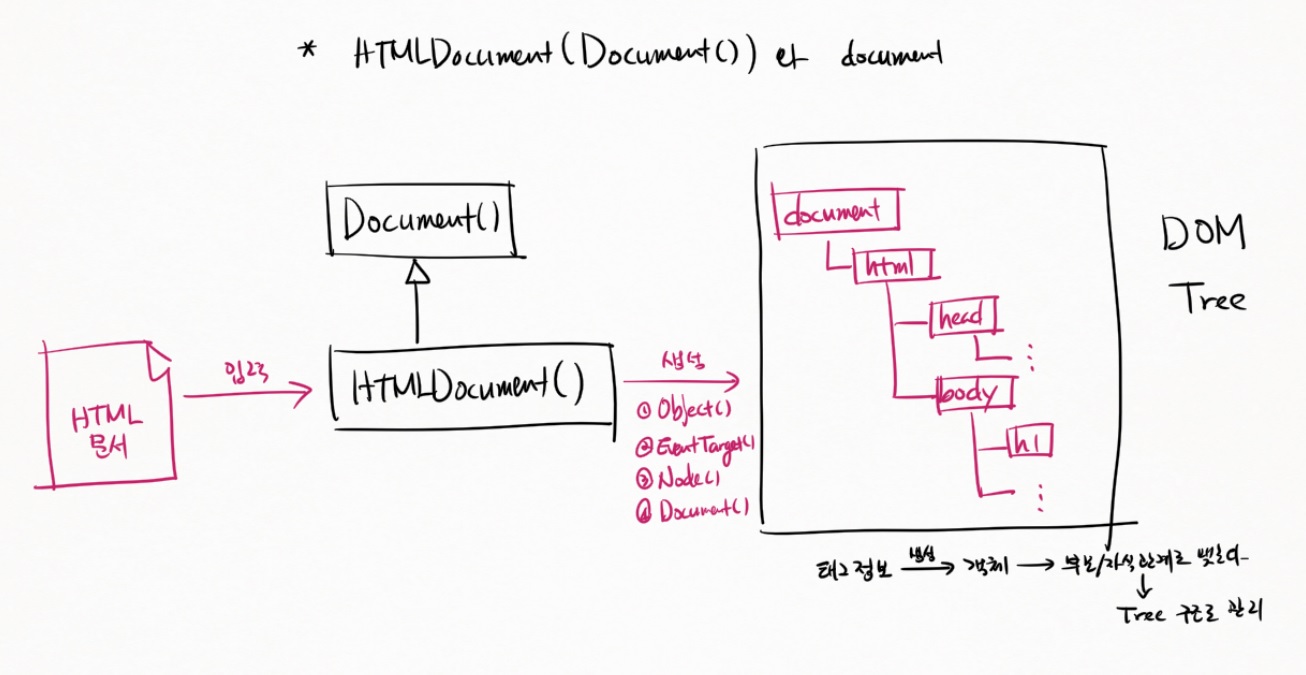 * HTMLDocument(Document()) et document
Document()
HTMLDocument()
HTML
문서
입력
생성
① Object()
② EventTarget()
③ Node()
④ Document()
document
html
head
⋮
body
h1
⋮
DOM
Tree
태그 정보 생성 → 객체 → 부모/자식 관계로 맺는다.
↓
Tree 구조로 관리